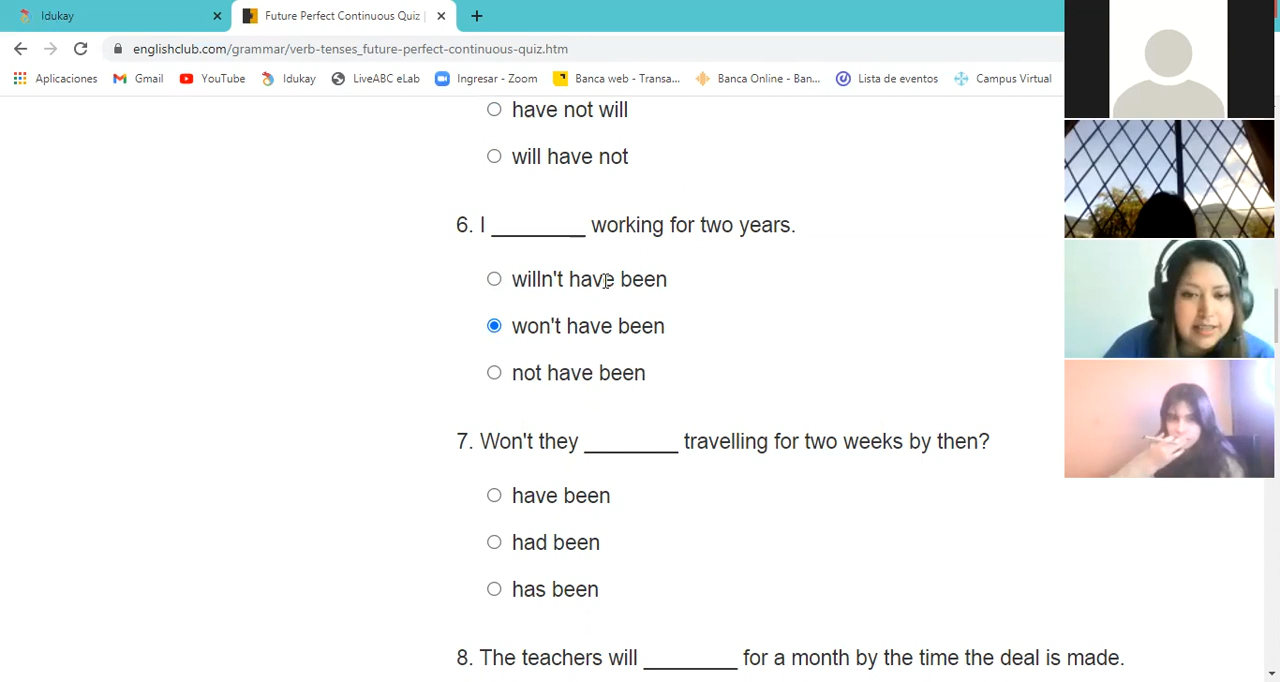 Idukay
Future Perfect Continuous Quiz |
englishclub.com/grammar/verb-tenses_future-perfect-continuous-quiz.htm
Aplicaciones Gmail YouTube Idukay LiveABC eLab Ingresar - Zoom Banca web - Transa... Banca Online - Ban... Lista de eventos Campus Virtual
have not will
will have not
6. I ________ working for two years.
willn't have been
won't have been
not have been
7. Won't they ________ travelling for two weeks by then?
have been
had been
has been
8. The teachers will ________ for a month by the time the deal is made.